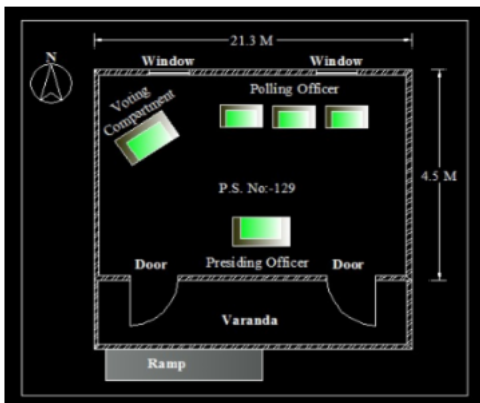 21.3 M
N
Window
Window
Polling Officer
Voting
Compartment
4.5 M
P.S. No:-129
Door
Presiding Officer
Door
Varanda
Ramp